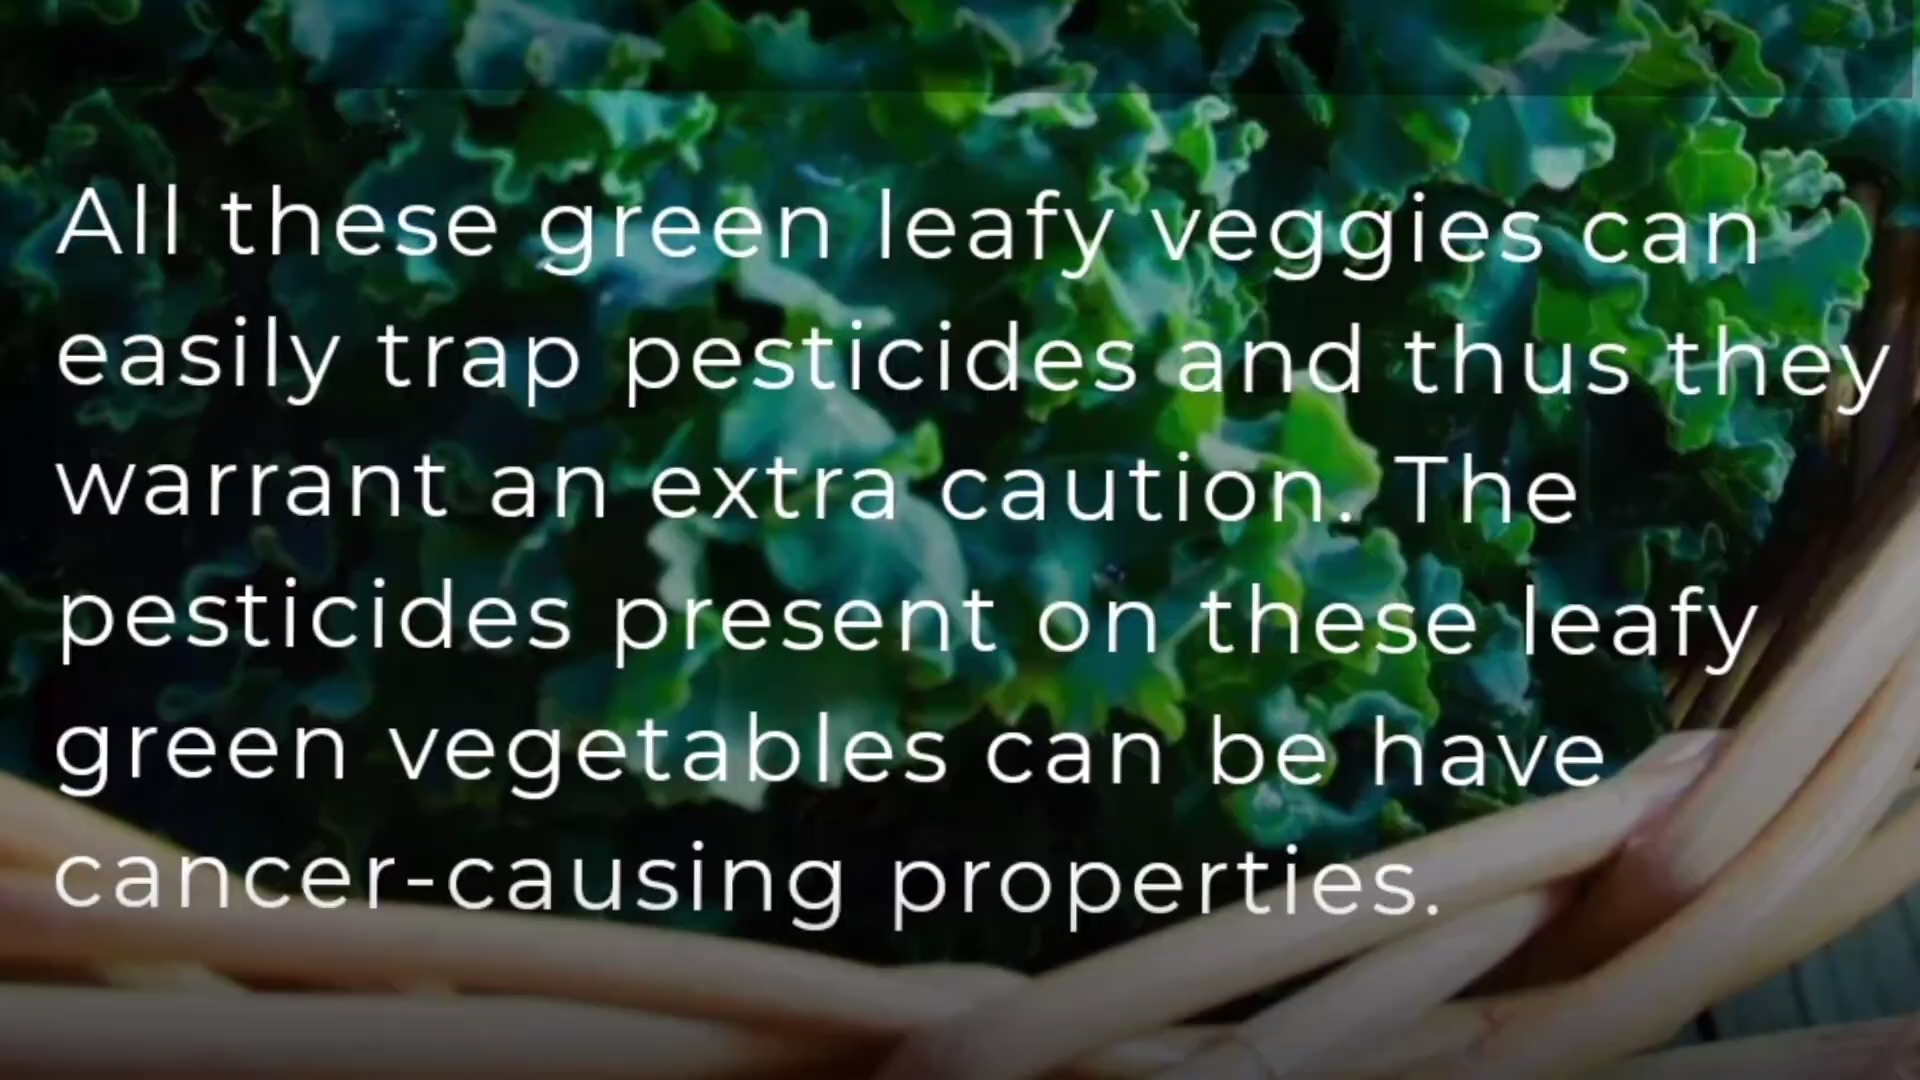 All these green leafy veggies can
easily trap pesticides and thus they
warrant an extra caution. The
pesticides present on these leafy
green vegetables can be have
cancer-causing properties.